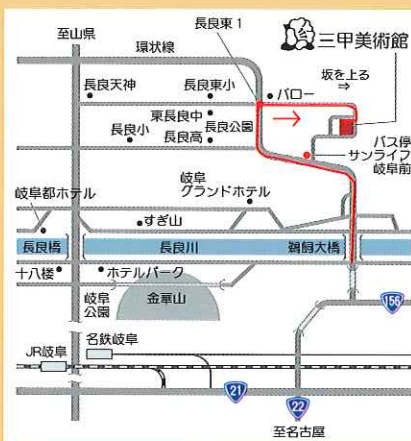 至山県
長良東1
三甲美術館
環状線
坂を上る
⇒
長良天神
長良東小
バロー
東長良中
長良公園
長良小
長良高
バス停
サンライフ
岐阜前
岐阜
グランドホテル
岐阜都ホテル
すぎ山
長良橋
長良川
鵜飼大橋
十八楼
ホテルパーク
岐阜
公園
金華山
156
名鉄岐阜
JR岐阜
21
22
至名古屋